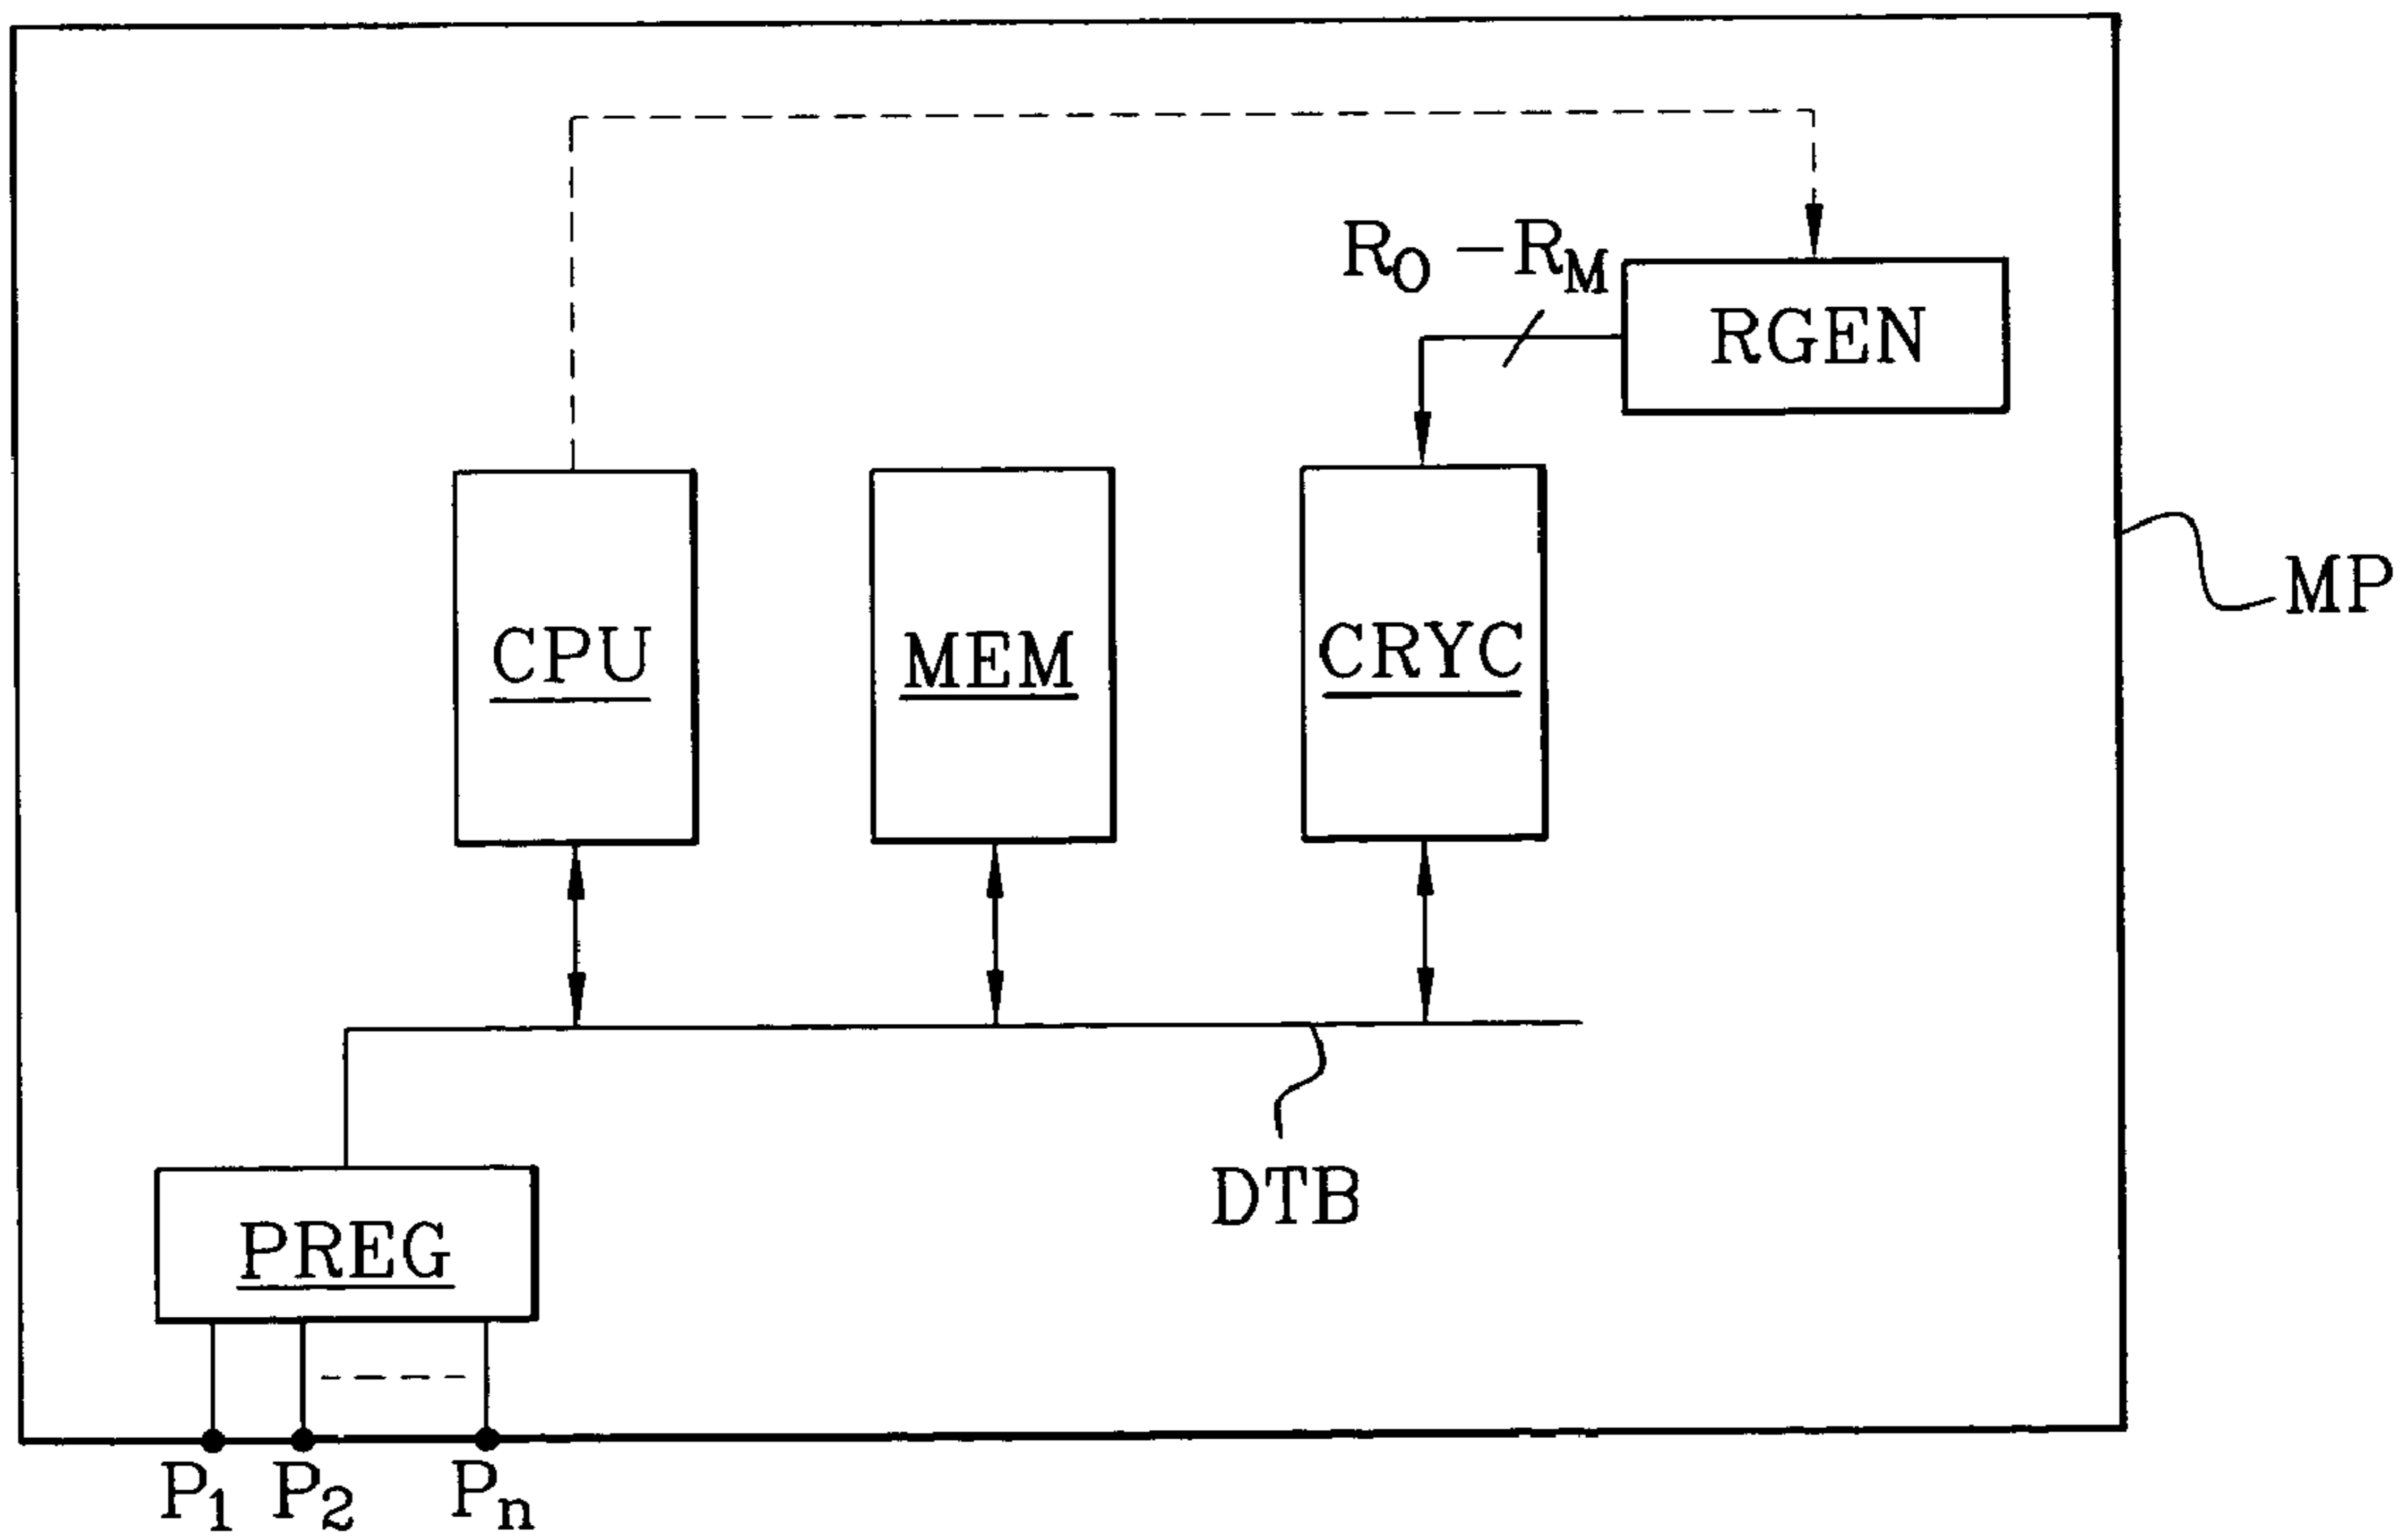 R0 -RM
RGEN
CPU
MEM
CRYC
MP
DTB
PREG
P1 P2 Pn